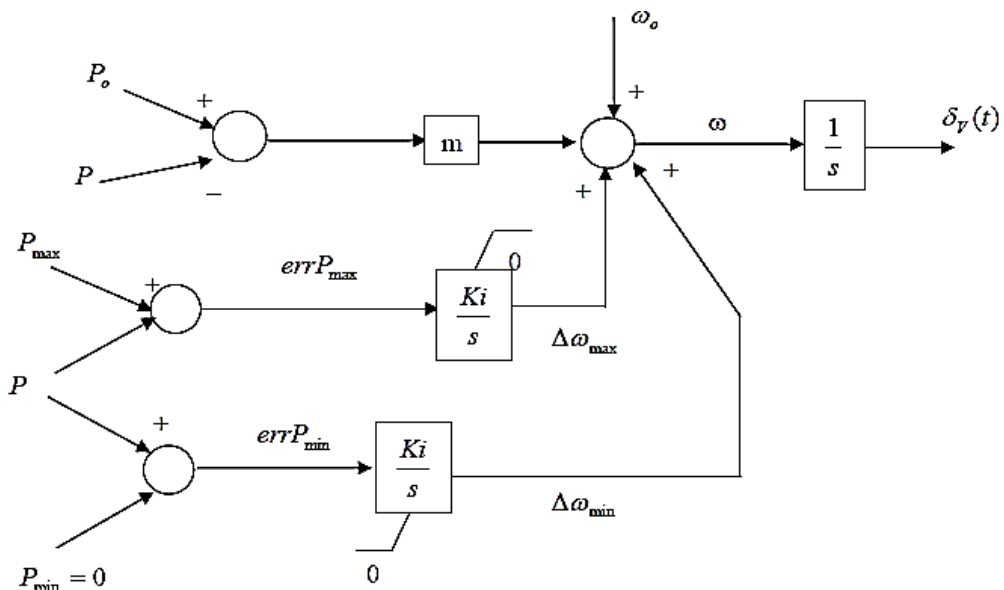 ω_o
P_o
+
+
P
−
m
ω
+
+
1/s
δ_V(t)
P_max
+
errP_max
Ki/s
0
Δω_max
P
+
errP_min
Ki/s
0
Δω_min
P_min = 0